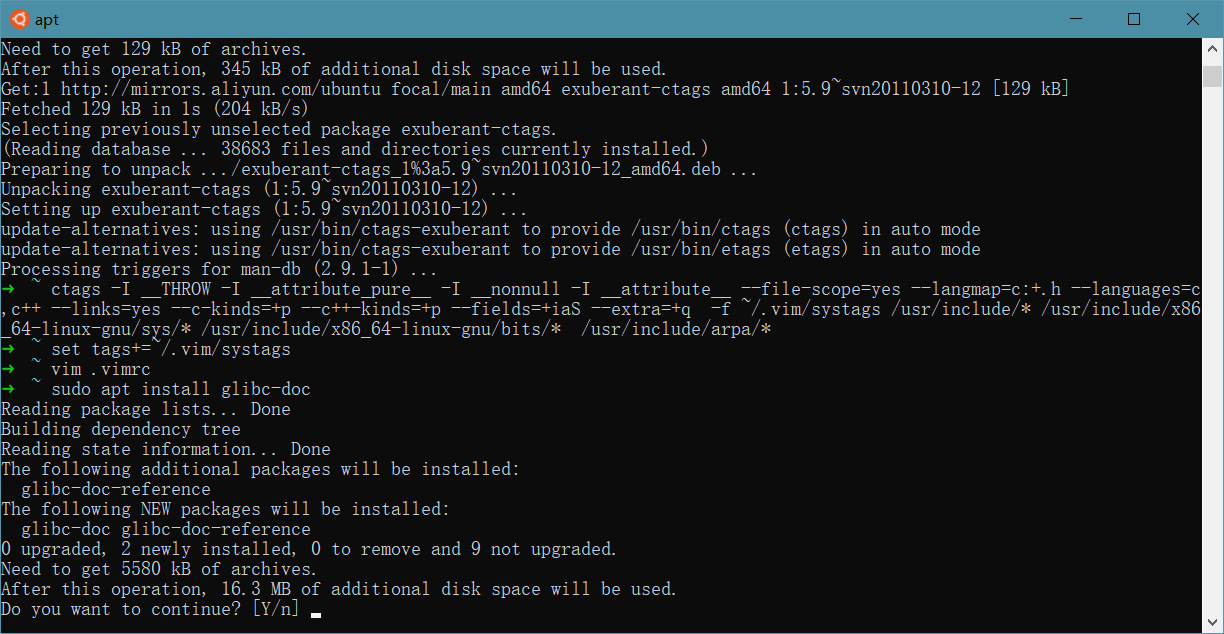 apt
Need to get 129 kB of archives.
After this operation, 345 kB of additional disk space will be used.
Get:1 http://mirrors.aliyun.com/ubuntu focal/main amd64 exuberant-ctags amd64 1:5.9~svn20110310-12 [129 kB]
Fetched 129 kB in 1s (204 kB/s)
Selecting previously unselected package exuberant-ctags.
(Reading database ... 38683 files and directories currently installed.)
Preparing to unpack .../exuberant-ctags_1%3a5.9~svn20110310-12_amd64.deb ...
Unpacking exuberant-ctags (1:5.9~svn20110310-12) ...
Setting up exuberant-ctags (1:5.9~svn20110310-12) ...
update-alternatives: using /usr/bin/ctags-exuberant to provide /usr/bin/ctags (ctags) in auto mode
update-alternatives: using /usr/bin/ctags-exuberant to provide /usr/bin/etags (etags) in auto mode
Processing triggers for man-db (2.9.1-1) ...
➜  ~ ctags -I __THROW -I __attribute_pure__ -I __nonnull -I __attribute__ --file-scope=yes --langmap=c:+.h --languages=c
,c++ --links=yes --c-kinds=+p --c++-kinds=+p --fields=+iaS --extra=+q  -f ~/.vim/systags /usr/include/* /usr/include/x86
_64-linux-gnu/sys/* /usr/include/x86_64-linux-gnu/bits/*  /usr/include/arpa/*
➜  ~ set tags+=~/.vim/systags
➜  ~ vim .vimrc
➜  ~ sudo apt install glibc-doc
Reading package lists... Done
Building dependency tree
Reading state information... Done
The following additional packages will be installed:
  glibc-doc-reference
The following NEW packages will be installed:
  glibc-doc glibc-doc-reference
0 upgraded, 2 newly installed, 0 to remove and 9 not upgraded.
Need to get 5580 kB of archives.
After this operation, 16.3 MB of additional disk space will be used.
Do you want to continue? [Y/n]